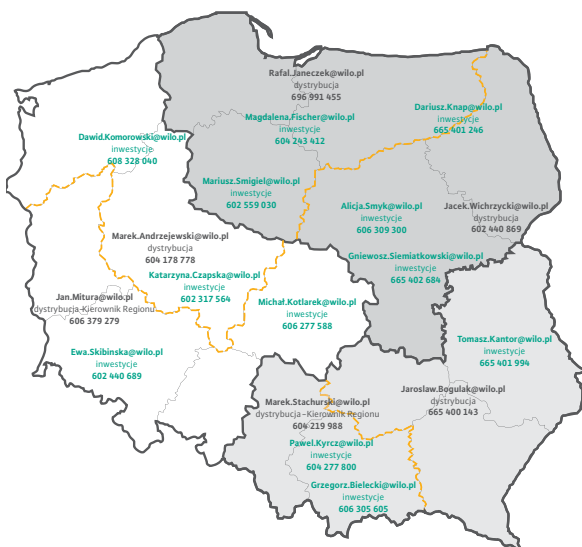 Rafal.Janeczek@wilo.pl
dystrybucja
696 991 455
Dariusz.Knap@wilo.pl
inwestycje
665 401 246
Magdalena.Fischer@wilo.pl
inwestycje
604 243 412
Dawid.Komorowski@wilo.pl
inwestycje
608 328 040
Mariusz.Smigiel@wilo.pl
inwestycje
602 559 030
Alicja.Smyk@wilo.pl
inwestycje
606 309 300
Jacek.Wichrzycki@wilo.pl
dystrybucja
602 440 869
Marek.Andrzejewski@wilo.pl
dystrybucja
604 178 778
Gniewosz.Siemiatkowski@wilo.pl
inwestycje
665 402 684
Katarzyna.Czapska@wilo.pl
inwestycje
602 317 564
Jan.Mitura@wilo.pl
dystrybucja-Kierownik Regionu
606 379 279
Michał.Kotlarek@wilo.pl
inwestycje
606 277 588
Ewa.Skibinska@wilo.pl
inwestycje
602 440 689
Tomasz.Kantor@wilo.pl
inwestycje
665 401 994
Marek.Stachurski@wilo.pl
dystrybucja –Kierownik Regionu
604 219 988
Jaroslaw.Bogulak@wilo.pl
dystrybucja
665 400 143
Pawel.Kyrcz@wilo.pl
inwestycje
604 277 800
Grzegorz.Bielecki@wilo.pl
inwestycje
606 305 605